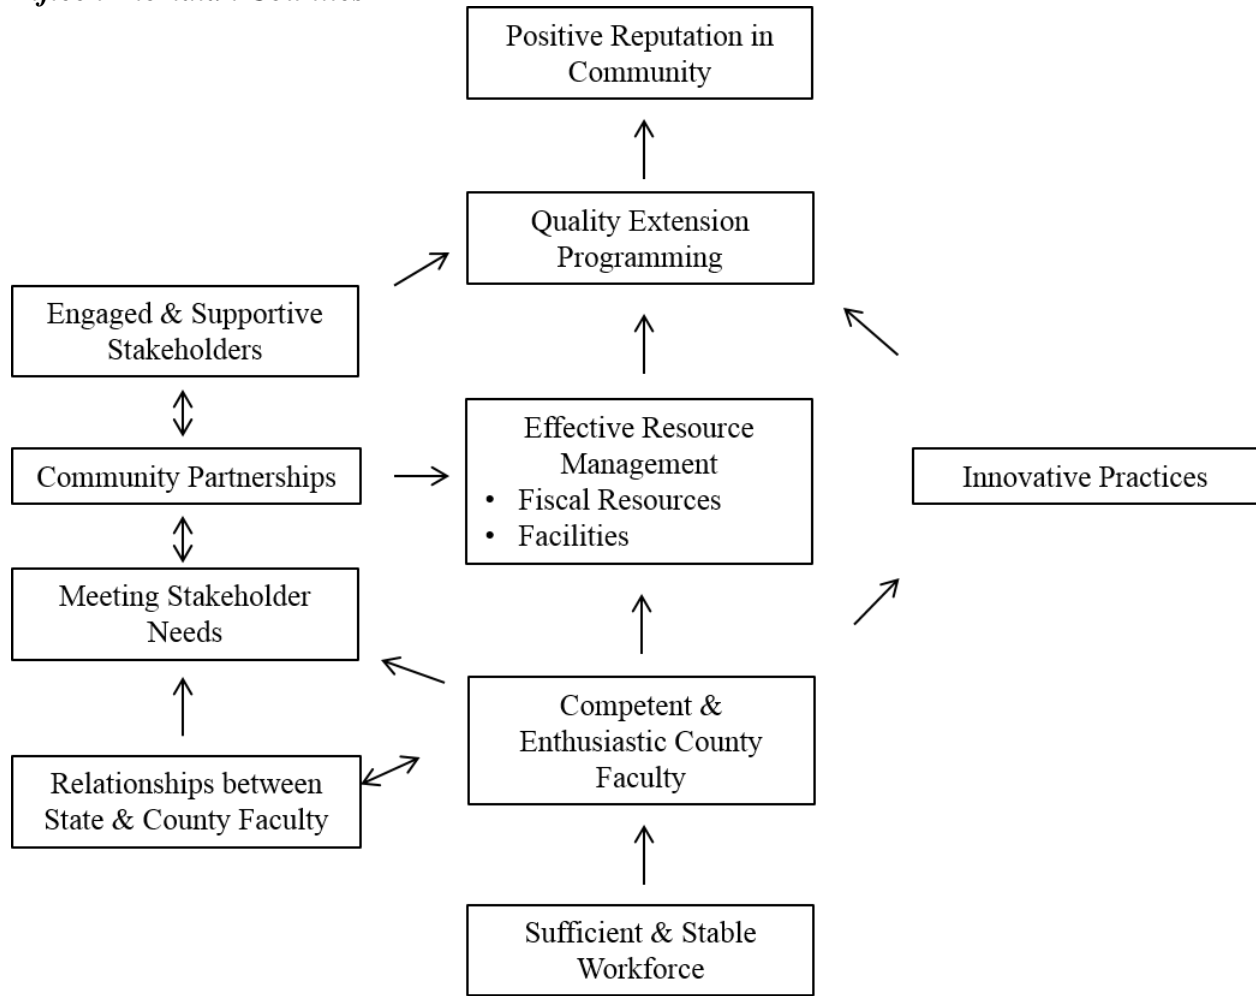 Positive Reputation in
Community
Quality Extension
Programming
Engaged & Supportive
Stakeholders
Community Partnerships
Meeting Stakeholder
Needs
Relationships between
State & County Faculty
Effective Resource
Management
• Fiscal Resources
• Facilities
Innovative Practices
Competent &
Enthusiastic County
Faculty
Sufficient & Stable
Workforce